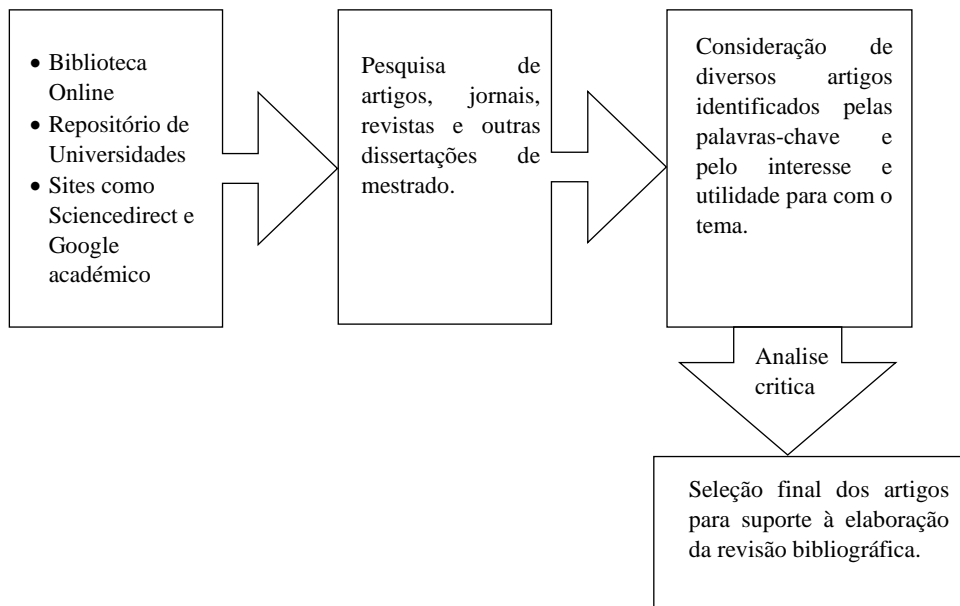 • Biblioteca
Online
• Repositório de
Universidades
• Sites como
Sciencedirect e
Google
académico
Pesquisa de
artigos, jornais,
revistas e outras
dissertações de
mestrado.
Consideração de
diversos artigos
identificados pelas
palavras-chave e
pelo interesse e
utilidade para com o
tema.
Analise
critica
Seleção final dos artigos
para suporte à elaboração
da revisão bibliográfica.